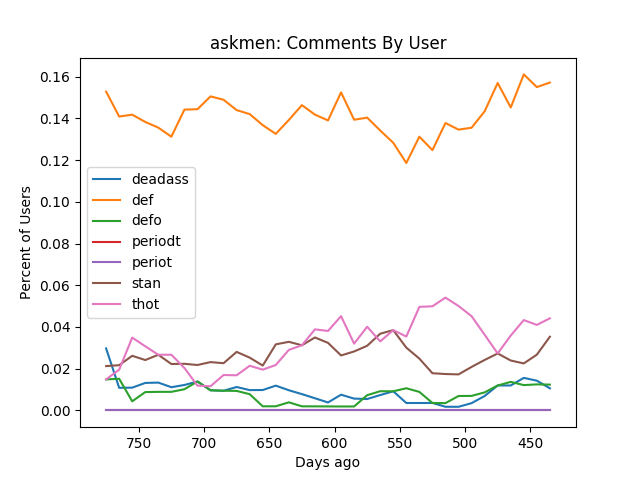 askmen: Comments By User
Percent of Users
0.16
0.14
0.12
0.10
0.08
0.06
0.04
0.02
0.00
deadass
def
defo
periodt
periot
stan
thot
750 700 650 600 550 500 450
Days ago